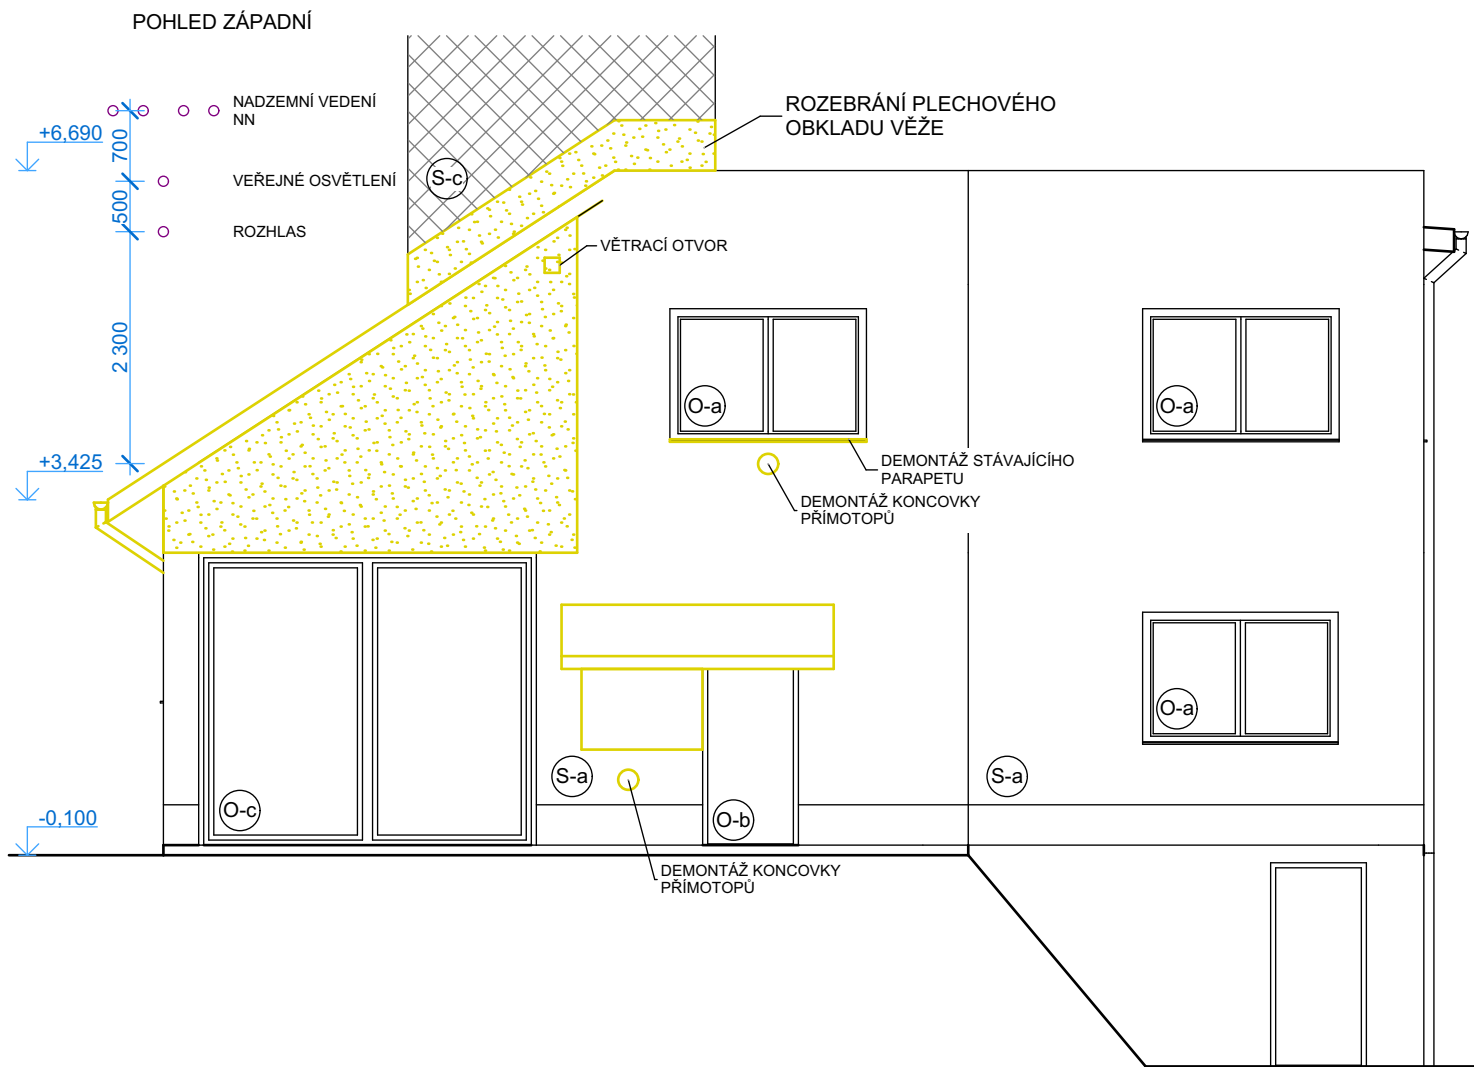 POHLED ZÁPADNÍ
NADZEMNÍ VEDENÍ
NN
ROZEBRÁNÍ PLECHOVÉHO
OBKLADU VĚŽE
+6,690
700
VEŘEJNÉ OSVĚTLENÍ
S-c
500
ROZHLAS
VĚTRACÍ OTVOR
2 300
O-a
O-a
+3,425
DEMONTÁŽ STÁVAJÍCÍHO
PARAPETU
DEMONTÁŽ KONCOVKY
PŘÍMOTOPŮ
O-a
S-a
S-a
O-c
O-b
-0,100
DEMONTÁŽ KONCOVKY
PŘÍMOTOPŮ